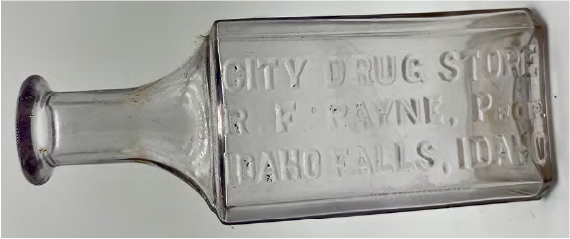 CITY DRUG STORE
R. F. PAYNE, PROP.
IDAHO FALLS, IDAHO